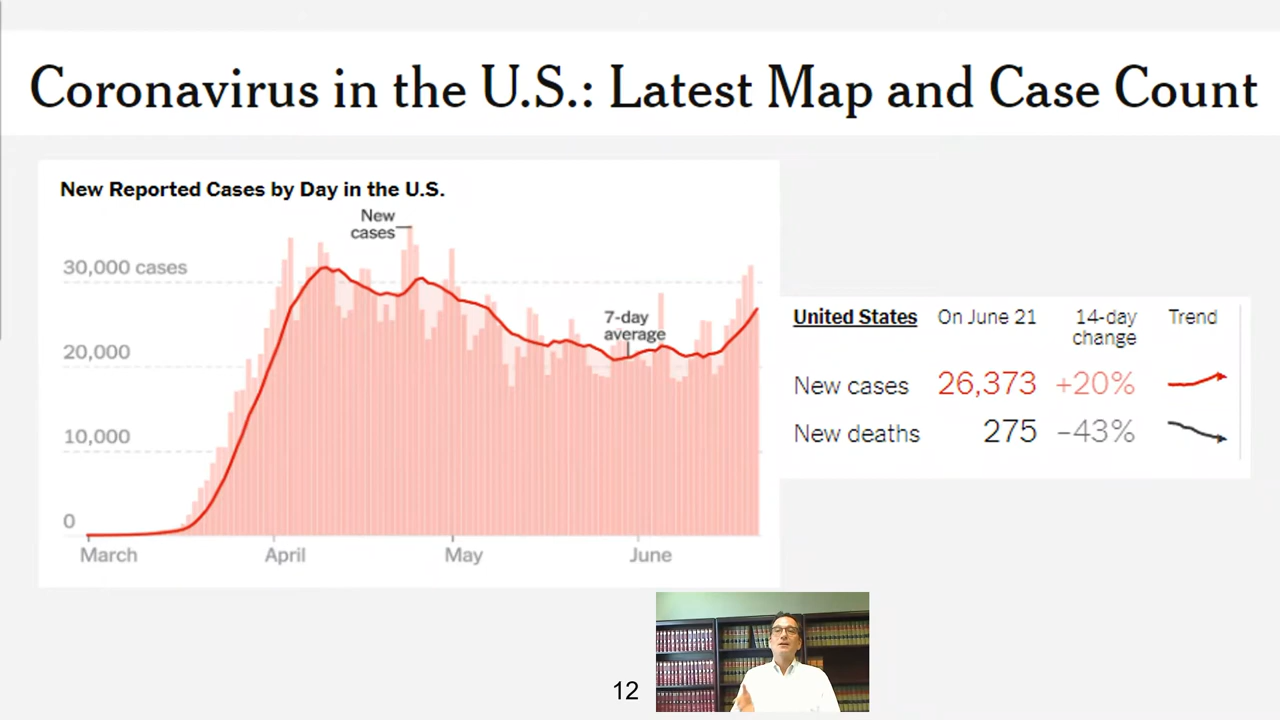 Coronavirus in the U.S.: Latest Map and Case Count
New Reported Cases by Day in the U.S.
New
cases
30,000 cases
7-day
average
20,000
10,000
0
March April May June
United States On June 21 14-day change Trend
New cases 26,373 +20%
New deaths 275 −43%
12